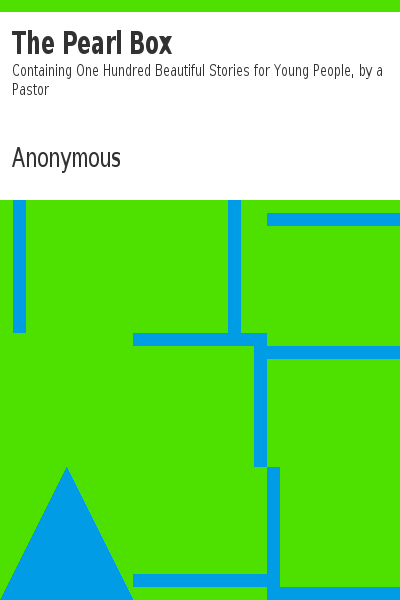 The Pearl Box
Containing One Hundred Beautiful Stories for Young People, by a
Pastor
Anonymous